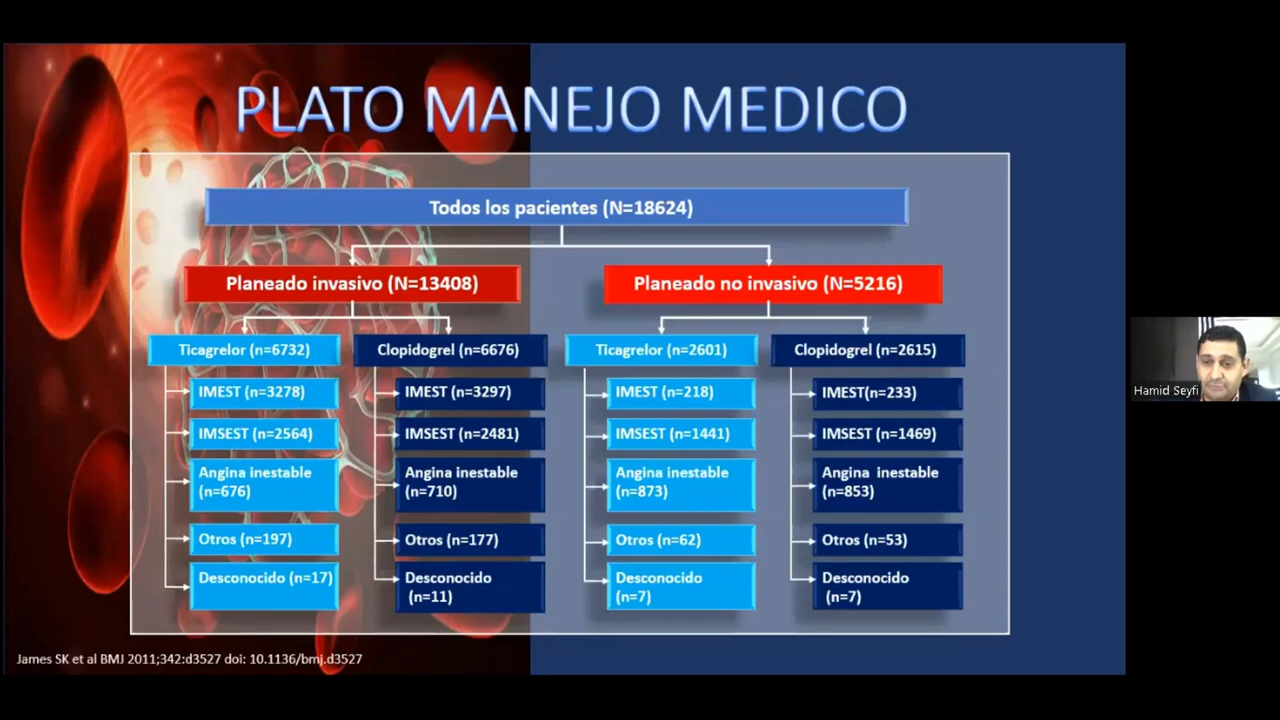 PLATO MANEJO MEDICO
Todos los pacientes (N=18624)
Planeado invasivo (N=13408)
Planeado no invasivo (N=5216)
Ticagrelor (n=6732)
Clopidogrel (n=6676)
Ticagrelor (n=2601)
Clopidogrel (n=2615)
IMEST (n=3278)
IMEST (n=3297)
IMEST (n=218)
IMEST(n=233)
IMSEST (n=2564)
IMSEST (n=2481)
IMSEST (n=1441)
IMSEST (n=1469)
Angina inestable
(n=676)
Angina inestable
(n=710)
Angina inestable
(n=873)
Angina inestable
(n=853)
Otros (n=197)
Otros (n=177)
Otros (n=62)
Otros (n=53)
Desconocido (n=17)
Desconocido
(n=11)
Desconocido
(n=7)
Desconocido
(n=7)
James SK et al BMJ 2011;342:d3527 doi: 10.1136/bmj.d3527
Hamid Seyfi